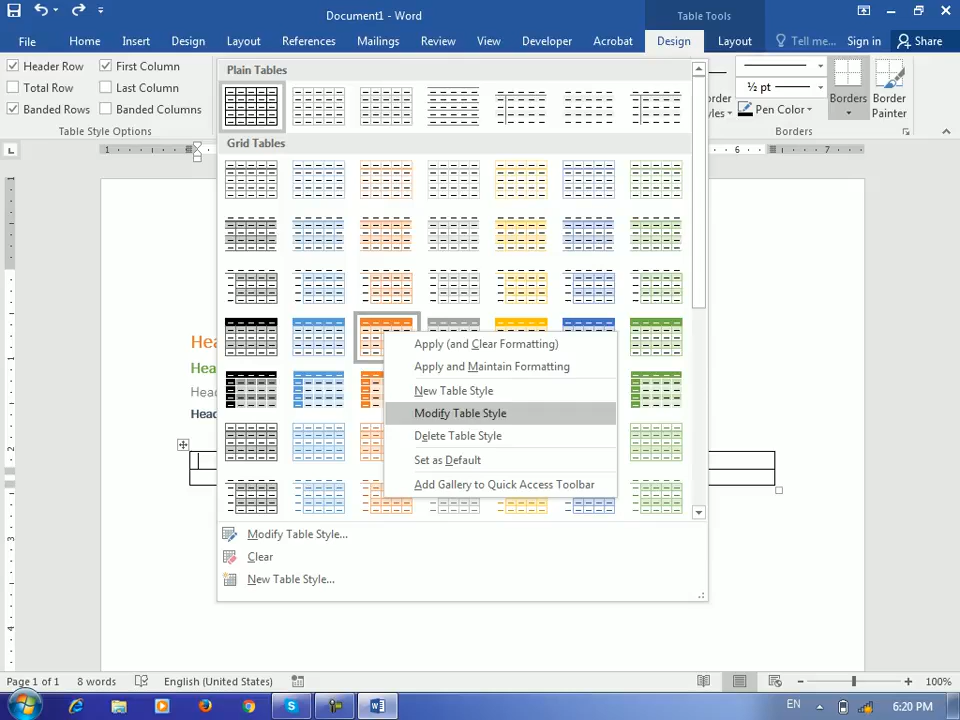 Document1 - Word
Table Tools
File Home Insert Design Layout References Mailings Review View Developer Acrobat Design Layout Tell me... Sign in Share
Header Row First Column
Total Row Last Column
Banded Rows Banded Columns
Table Style Options
½ pt
Pen Color
Borders
Border Painter
Borders
Plain Tables
Grid Tables
Apply (and Clear Formatting)
Apply and Maintain Formatting
New Table Style
Modify Table Style
Delete Table Style
Set as Default
Add Gallery to Quick Access Toolbar
Modify Table Style...
Clear
New Table Style...
Page 1 of 1 8 words English (United States) 100%
EN 6:20 PM